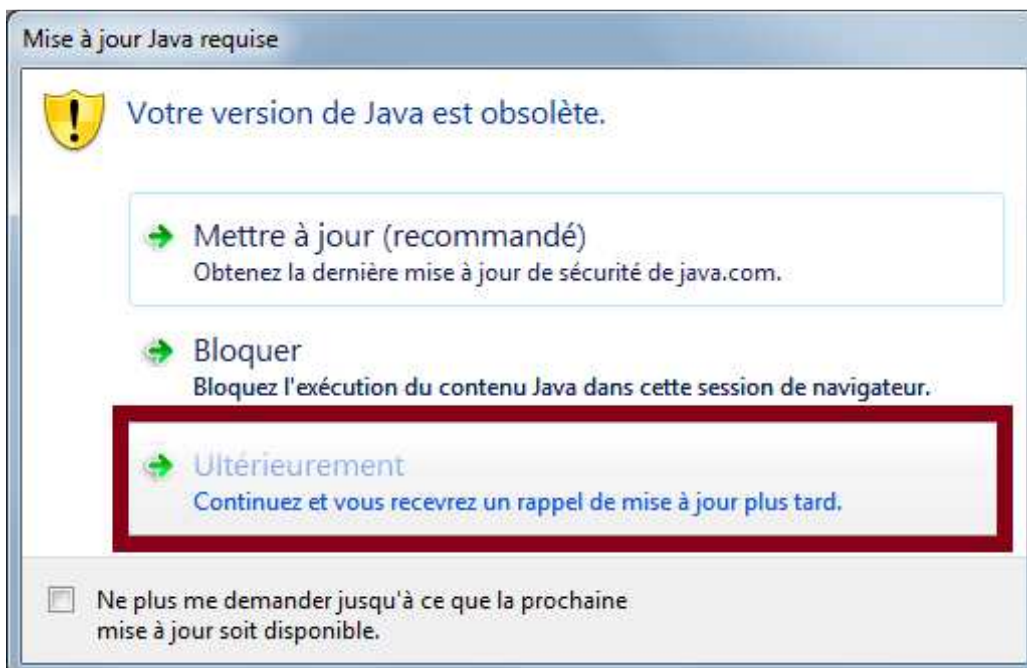 Mise à jour Java requise
Votre version de Java est obsolète.
Mettre à jour (recommandé)
Obtenez la dernière mise à jour de sécurité de java.com.
Bloquer
Bloquez l'exécution du contenu Java dans cette session de navigateur.
Ultérieurement
Continuez et vous recevrez un rappel de mise à jour plus tard.
Ne plus me demander jusqu'à ce que la prochaine
mise à jour soit disponible.